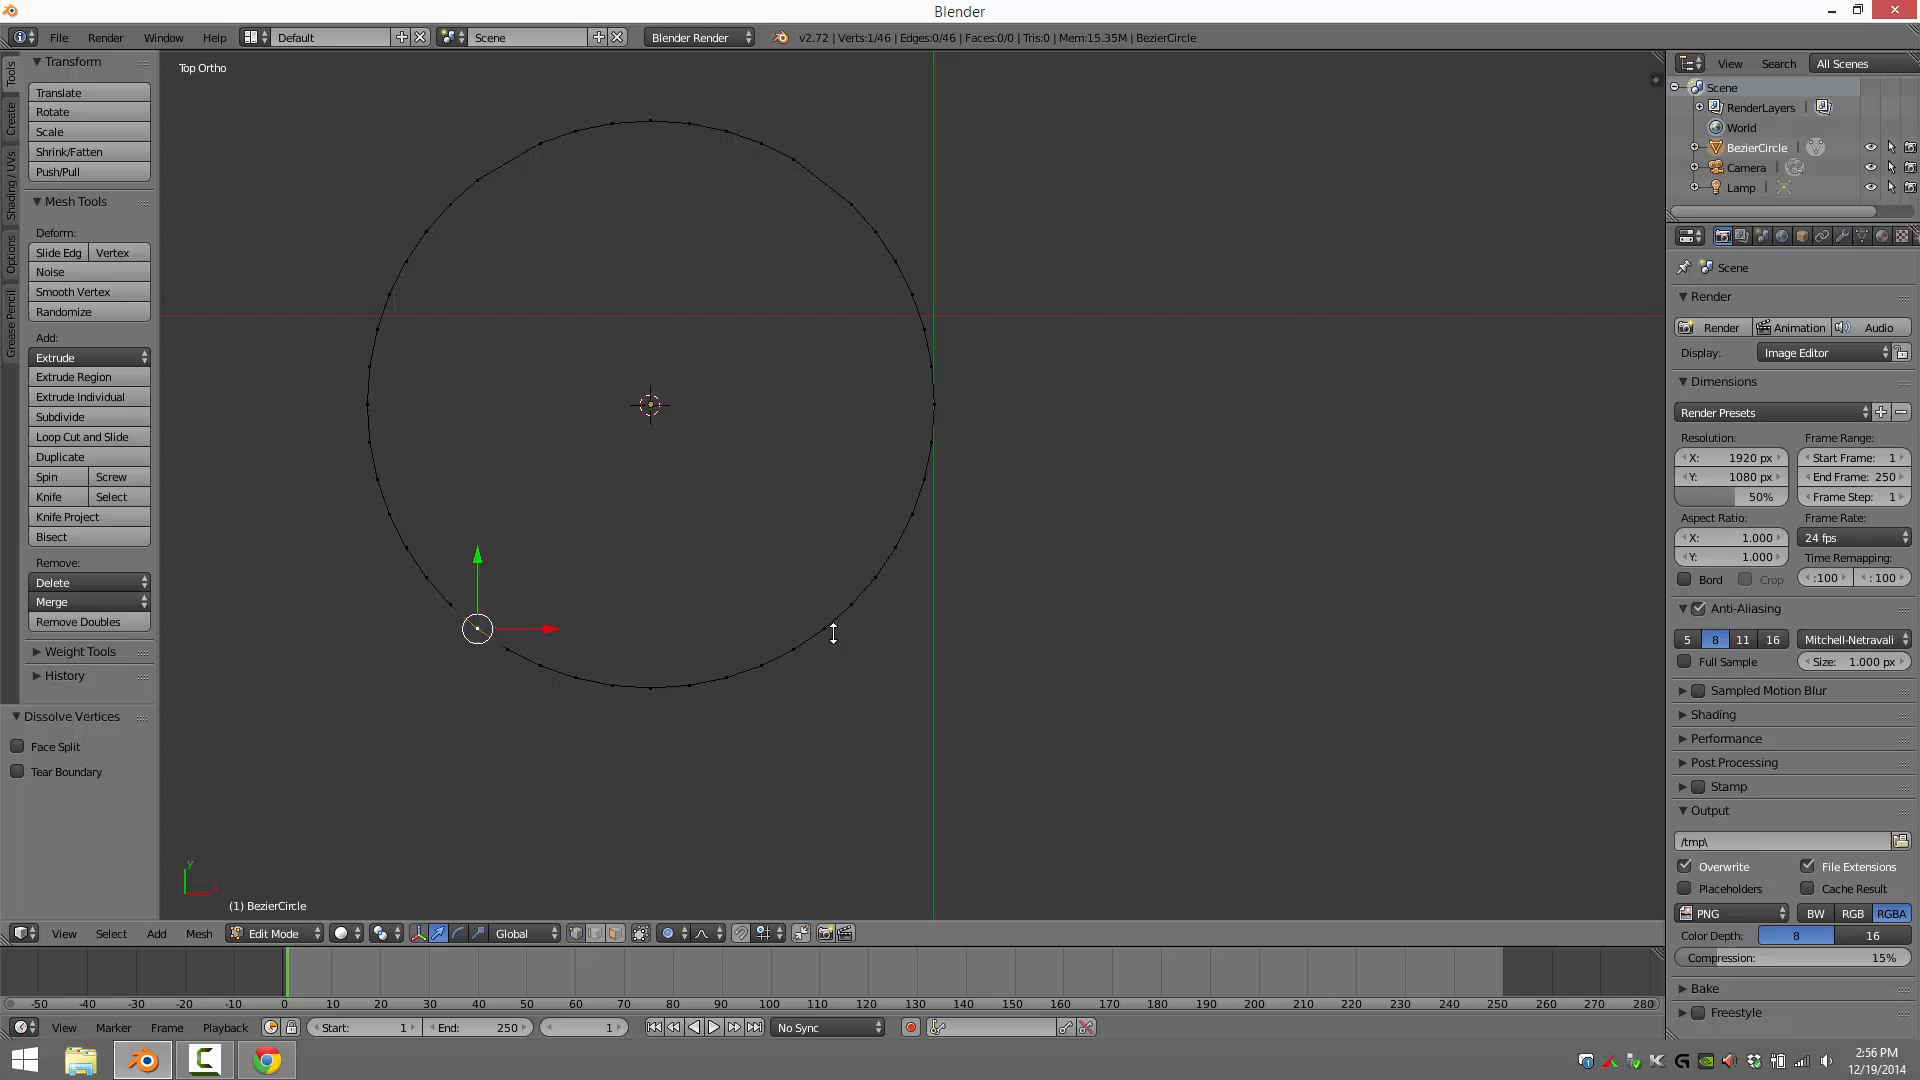 Blender
File Render Window Help Default Scene Blender Render v2.72 | Verts:1/46 | Edges:0/46 | Faces:0/0 | Tris:0 | Mem:15.35M | BezierCircle
Tools
Create
Shading / UVs
Options
Grease Pencil
Transform
Translate
Rotate
Scale
Shrink/Fatten
Push/Pull
Mesh Tools
Deform:
Slide Edg Vertex
Noise
Smooth Vertex
Randomize
Add:
Extrude
Extrude Region
Extrude Individual
Subdivide
Loop Cut and Slide
Duplicate
Spin Screw
Knife Select
Knife Project
Bisect
Remove:
Delete
Merge
Remove Doubles
Weight Tools
History
Dissolve Vertices
Face Split
Tear Boundary
Top Ortho
y
x
(1) BezierCircle
View Select Add Mesh Edit Mode Global
-50 -40 -30 -20 -10 0 10 20 30 40 50 60 70 80 90 100 110 120 130 140 150 160 170 180 190 200 210 220 230 240 250 260 270 280
View Marker Frame Playback Start: 1 End: 250 1 No Sync
View Search All Scenes
Scene
RenderLayers
World
BezierCircle
Camera
Lamp
Scene
Render
Render Animation Audio
Display: Image Editor
Dimensions
Render Presets
Resolution: Frame Range:
X: 1920 px Start Frame: 1
Y: 1080 px End Frame: 250
50% Frame Step: 1
Aspect Ratio: Frame Rate:
X: 1.000 24 fps
Y: 1.000 Time Remapping:
Bord Crop :100 : 100
Anti-Aliasing
5 8 11 16 Mitchell-Netravali
Full Sample Size: 1.000 px
Sampled Motion Blur
Shading
Performance
Post Processing
Stamp
Output
/tmp\
Overwrite File Extensions
Placeholders Cache Result
PNG BW RGB RGBA
Color Depth: 8 16
Compression: 15%
Bake
Freestyle
2:56 PM
12/19/2014